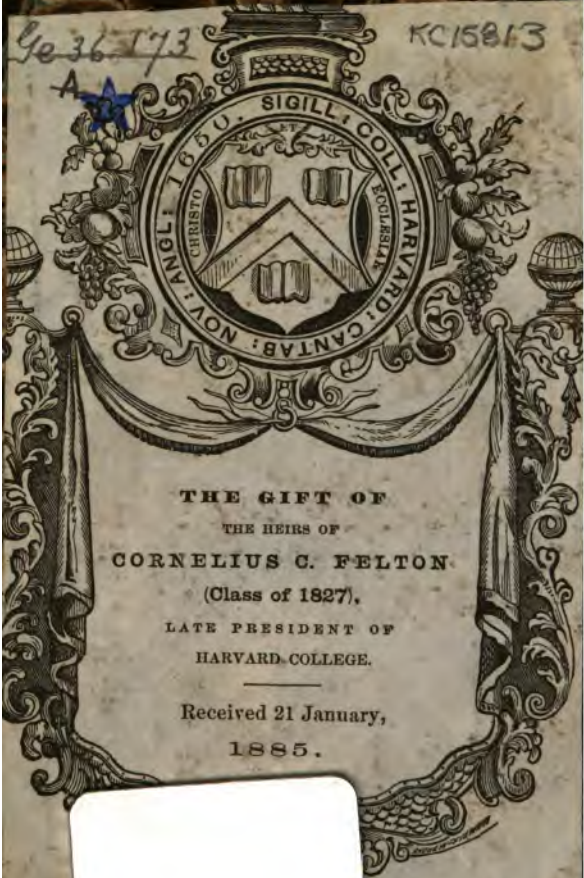 Ge 36.173
KC15813
A
SIGILL: COLL: HARVARD: CANTAB: NOV: ANGL: 1650.
ET
CHRISTO
ECCLESIAE
THE GIFT OF
THE HEIRS OF
CORNELIUS C. FELTON
(Class of 1827),
LATE PRESIDENT OF
HARVARD COLLEGE.
Received 21 January,
1885.